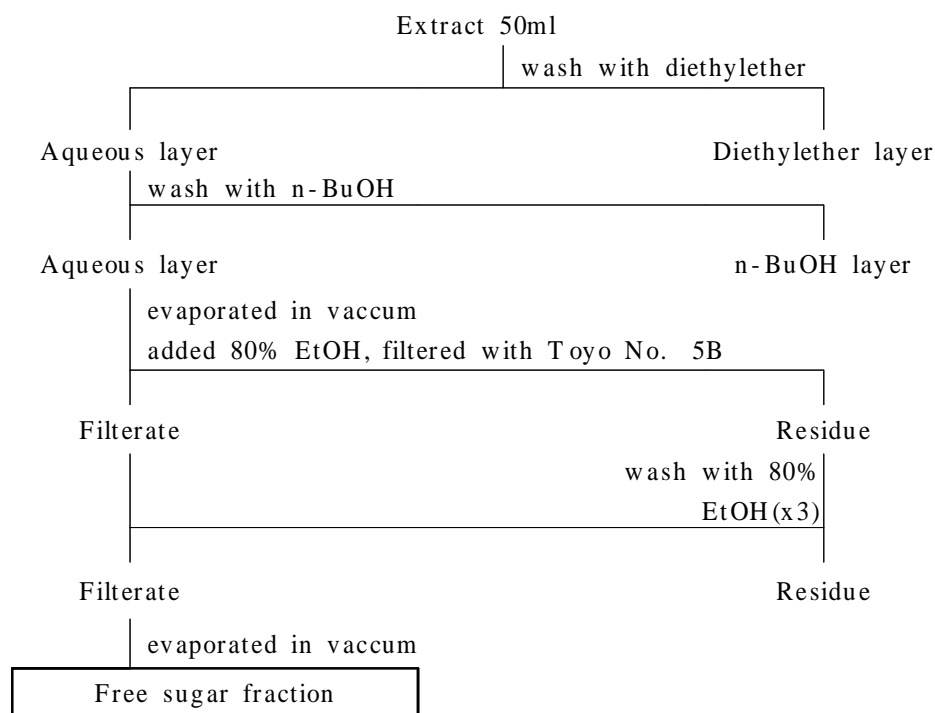 Extract 50ml
wash with diethylether
Aqueous layer Diethylether layer
wash with n-BuOH
Aqueous layer n-BuOH layer
evaporated in vaccum
added 80% EtOH, filtered with Toyo No. 5B
Filterate Residue
wash with 80%
EtOH(x3)
Filterate Residue
evaporated in vaccum
Free sugar fraction